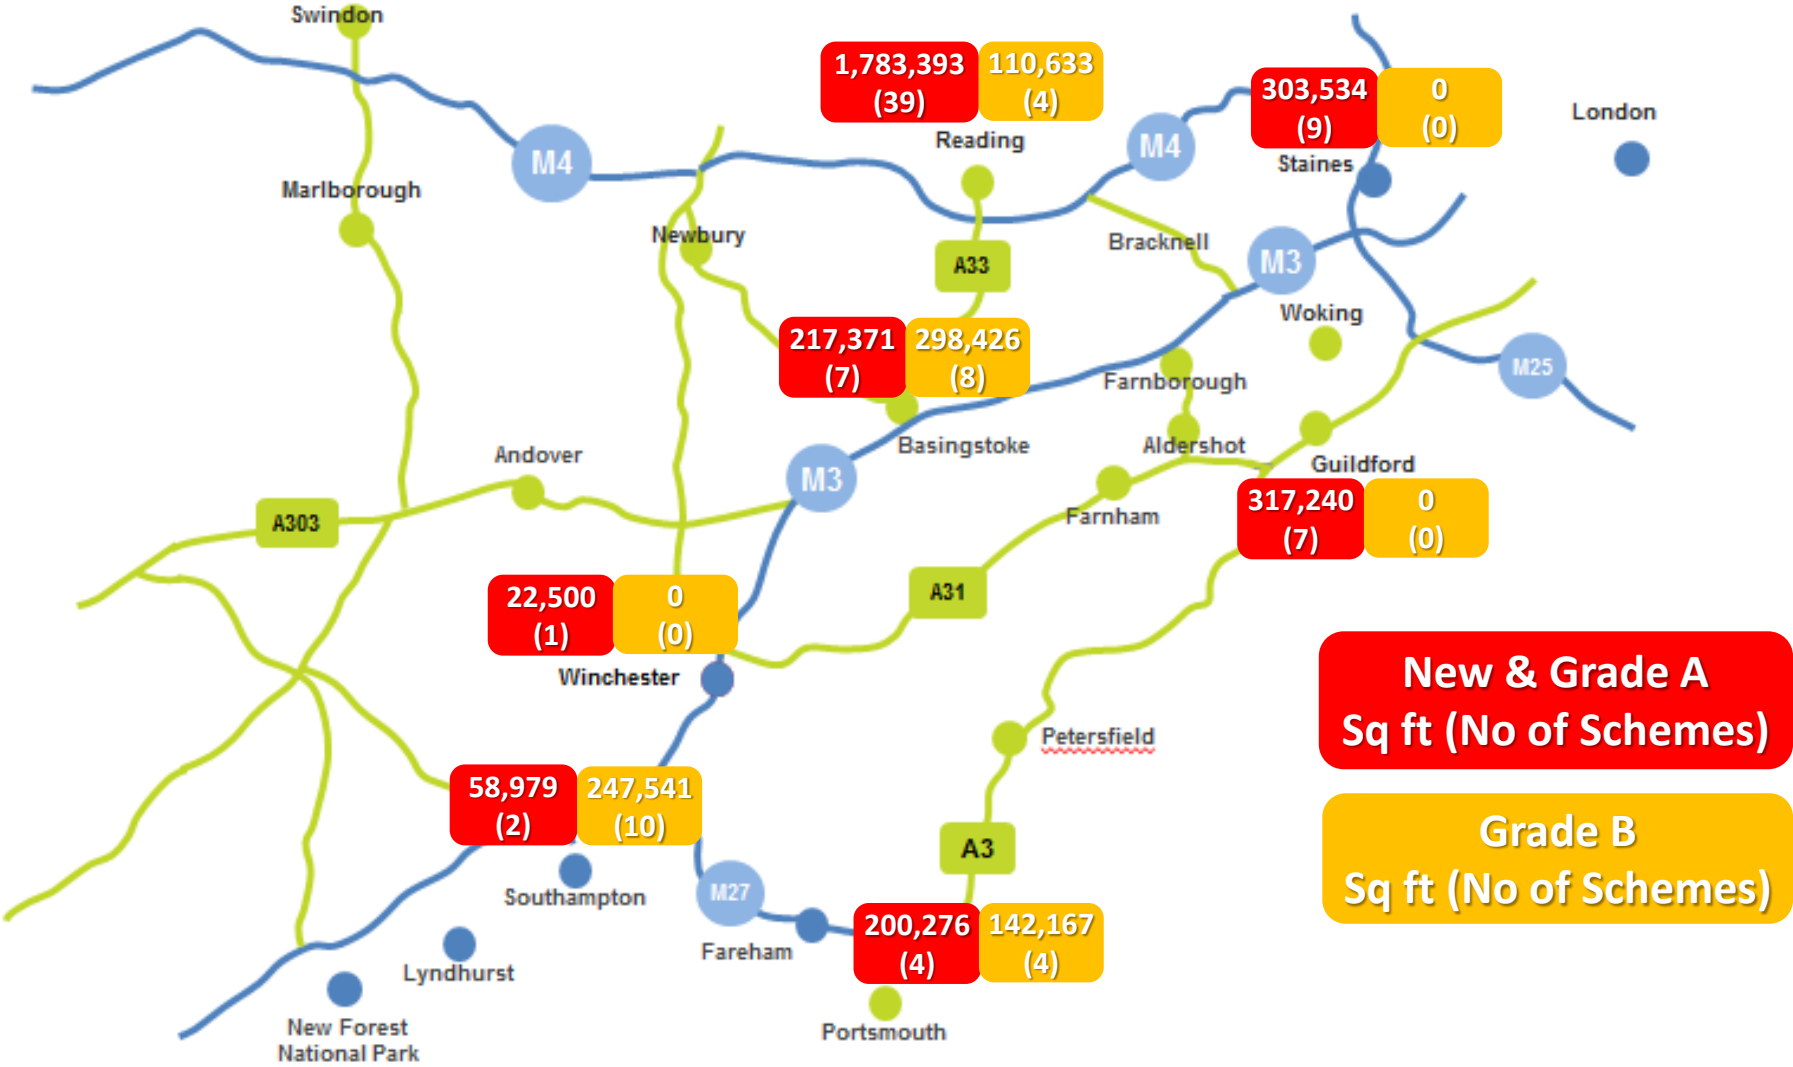 Swindon
1,783,393
(39)
110,633
(4)
303,534
(9)
0
(0)
London
Reading
M4
M4
Staines
Marlborough
Newbury
Bracknell
A33
M3
Woking
217,371
(7)
298,426
(8)
M25
Farnborough
Basingstoke
Aldershot
Andover
Guildford
M3
A303
Farnham
317,240
(7)
0
(0)
22,500
(1)
0
(0)
A31
Winchester
New & Grade A
Sq ft (No of Schemes)
Petersfield
58,979
(2)
247,541
(10)
Grade B
Sq ft (No of Schemes)
A3
Southampton
M27
Fareham
200,276
(4)
142,167
(4)
Lyndhurst
New Forest
National Park
Portsmouth